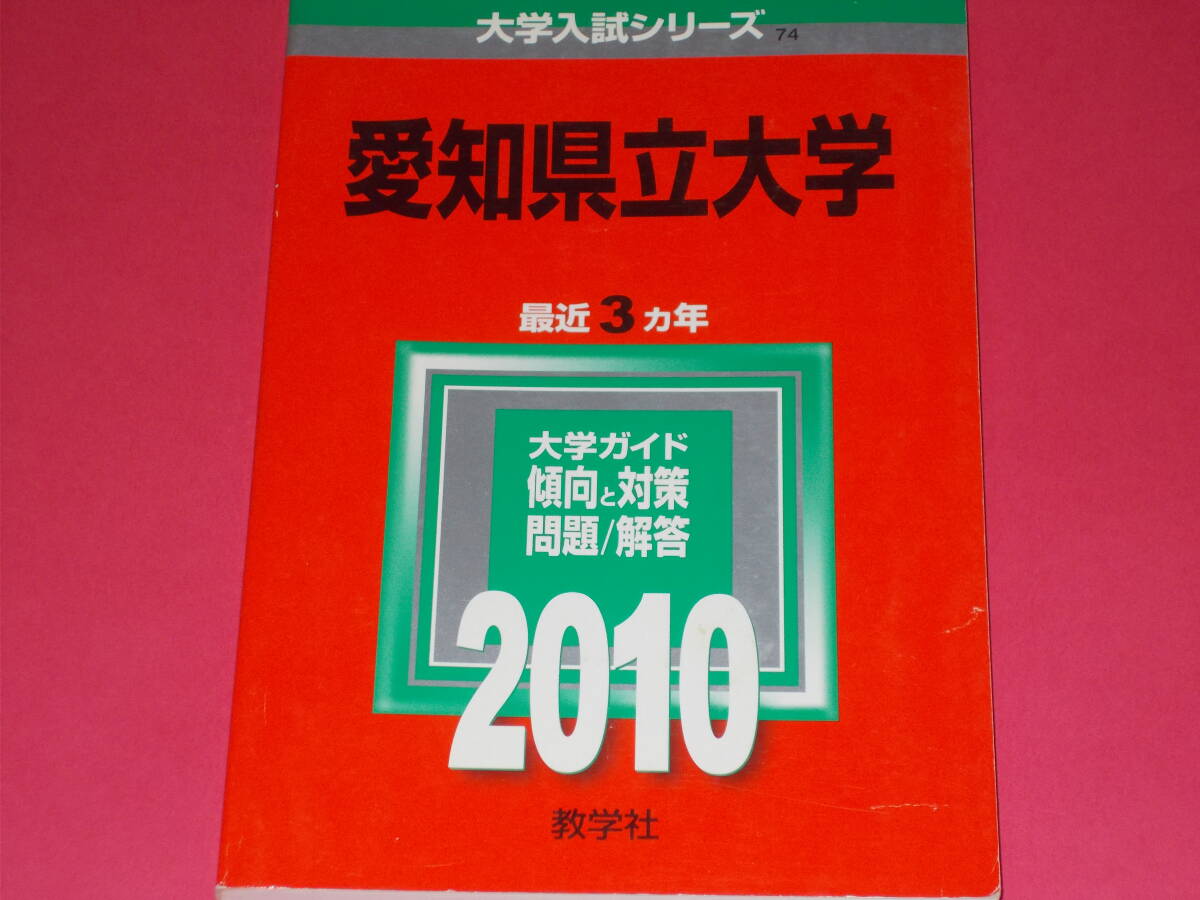 大学入試シリーズ 74
愛知県立大学
最近3ヵ年
大学ガイド
傾向と対策
問題/解答
2010
教学社